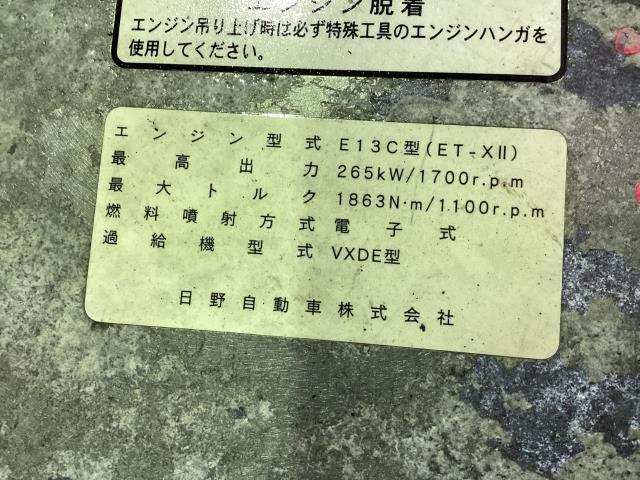 エンジン脱着
エンジン吊り上げ時は必ず特殊工具のエンジンハンガを
使用してください。
エンジン型式 E13C型(ET-XII)
最高出力 265kW/1700r.p.m
最大トルク 1863N·m/1100r.p.m
燃料噴射方式 電子式
過給機型式 VXDE型
日野自動車株式会社